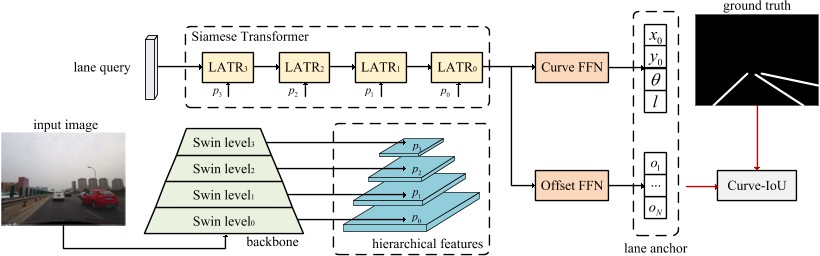 ground truth
Siamese Transformer
lane query
LATR3
LATR2
LATR1
LATR0
p3
p2
p1
p0
Curve FFN
x0
y0
θ
l
input image
Swin level3
Swin level2
Swin level1
Swin level0
backbone
p3
p2
p1
p0
hierarchical features
Offset FFN
o1
...
oN
lane anchor
Curve-IoU